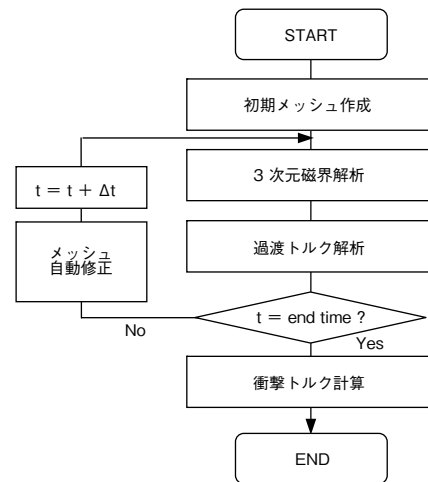 START
初期メッシュ作成
3 次元磁界解析
t = t + Δt
過渡トルク解析
メッシュ
自動修正
t = end time ?
No
Yes
衝撃トルク計算
END